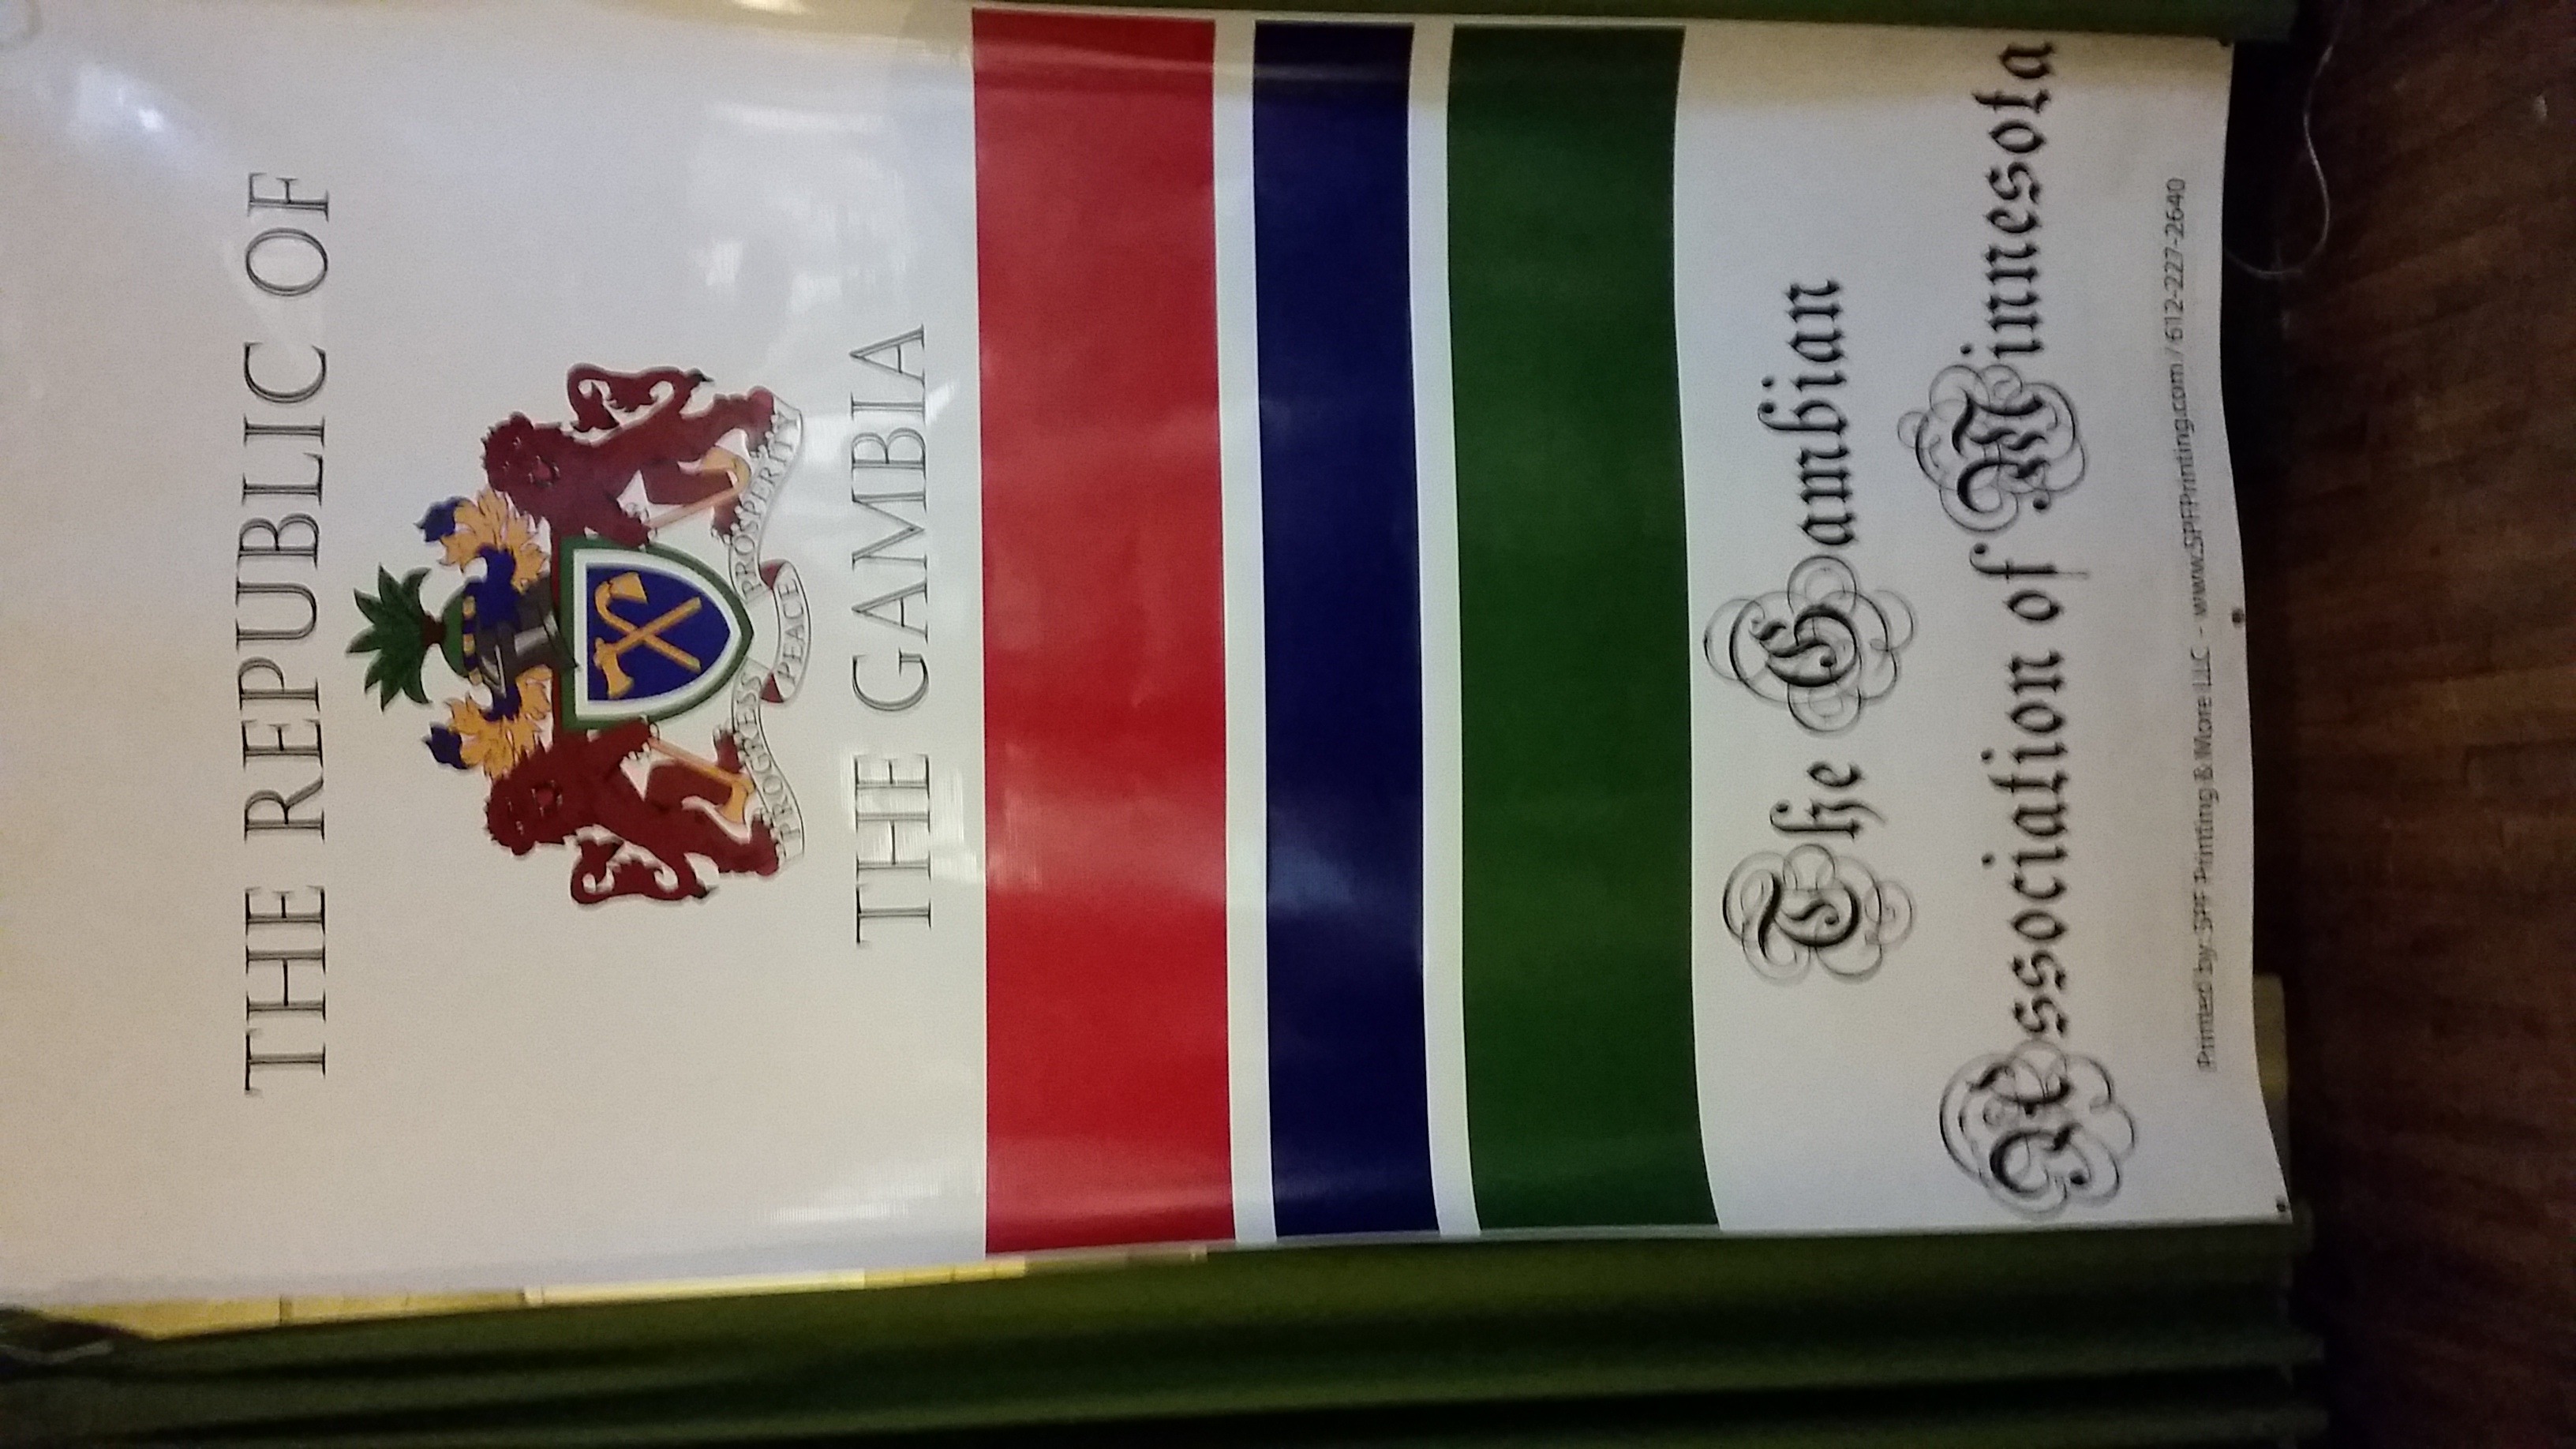 THE REPUBLIC OF
PROGRESS PEACE PROSPERITY
THE GAMBIA
The Gambian
Association of Minnesota
Printed by SPF Printing & More LLC - www.SPFPrinting.com / 612-227-2640